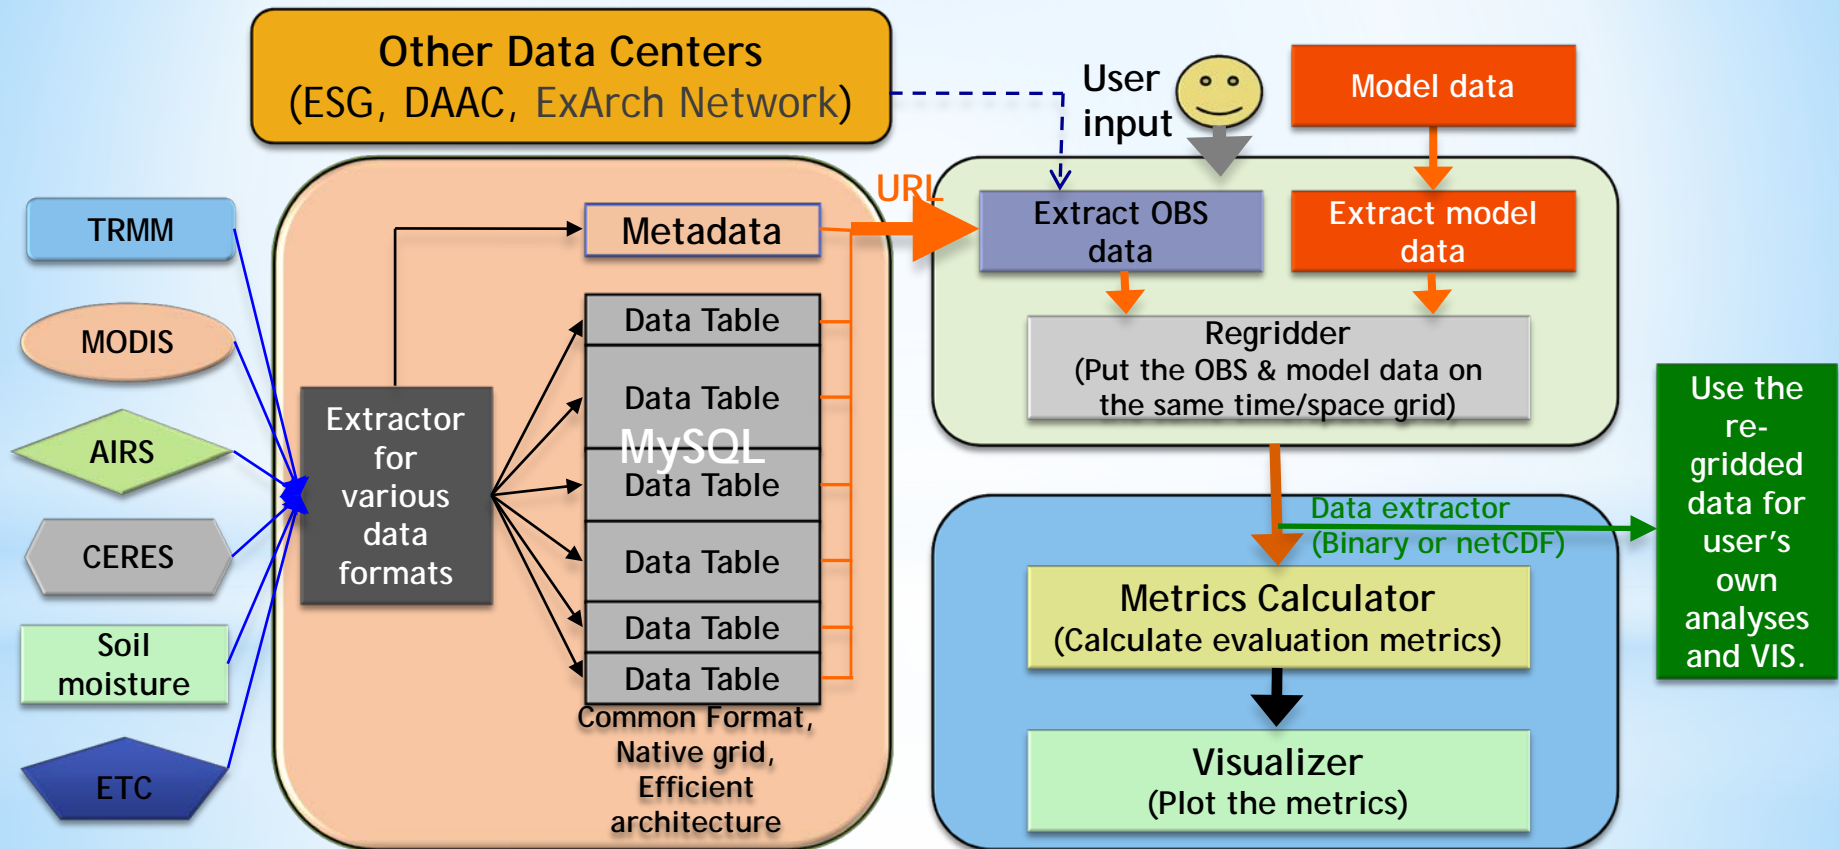 Other Data Centers
(ESG, DAAC, ExArch Network)
User
input
Model data
TRMM
MODIS
AIRS
CERES
Soil
moisture
ETC
Extractor
for
various
data
formats
Metadata
Data Table
Data Table
MySQL
Data Table
Data Table
Data Table
Data Table
Common Format,
Native grid,
Efficient
architecture
URL
Extract OBS
data
Extract model
data
Regridder
(Put the OBS & model data on
the same time/space grid)
Data extractor
(Binary or netCDF)
Metrics Calculator
(Calculate evaluation metrics)
Visualizer
(Plot the metrics)
Use the
re-
gridded
data for
user's
own
analyses
and VIS.